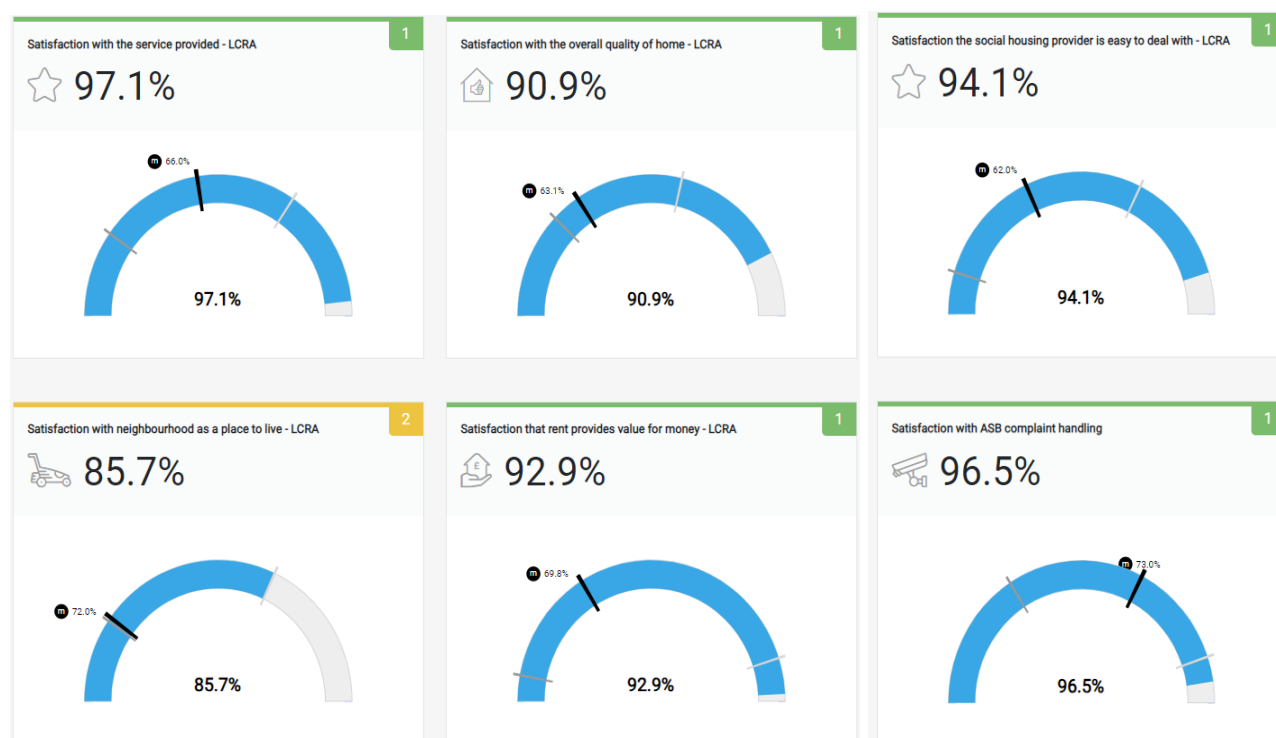 Satisfaction with the service provided - LCRA
1
97.1%
m 66.0%
97.1%
Satisfaction with the overall quality of home - LCRA
1
90.9%
m 63.1%
90.9%
Satisfaction the social housing provider is easy to deal with - LCRA
1
94.1%
m 62.0%
94.1%
Satisfaction with neighbourhood as a place to live - LCRA
2
85.7%
m 72.0%
85.7%
Satisfaction that rent provides value for money - LCRA
1
£
92.9%
m 69.8%
92.9%
Satisfaction with ASB complaint handling
1
96.5%
m 73.0%
96.5%